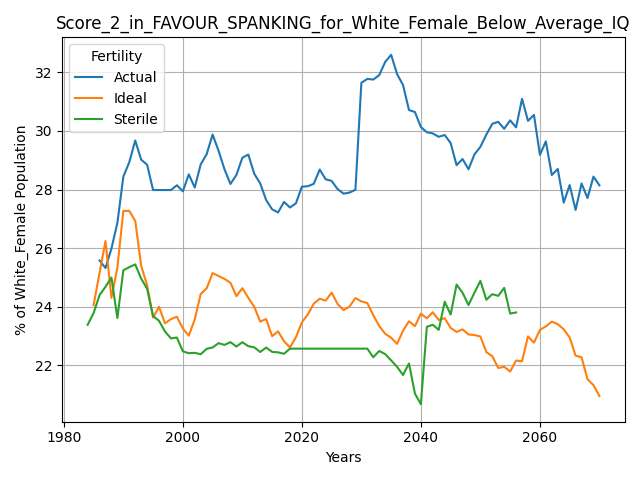 Score_2_in_FAVOUR_SPANKING_for_White_Female_Below_Average_IQ
Fertility
Actual
Ideal
Sterile
% of White_Female Population
32
30
28
26
24
22
1980
2000
2020
2040
2060
Years